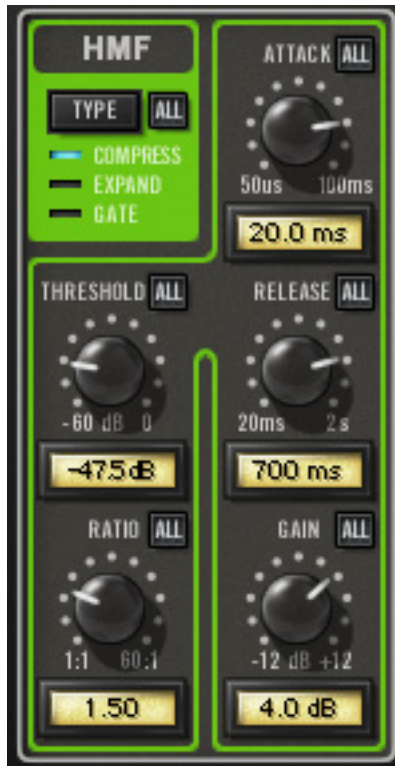 HMF
TYPE ALL
COMPRESS
EXPAND
GATE
ATTACK ALL
50us 100ms
20.0 ms
THRESHOLD ALL
-60 dB 0
-47.5 dB
RELEASE ALL
20ms 2s
700 ms
RATIO ALL
1:1 60:1
1.50
GAIN ALL
-12 dB +12
4.0 dB